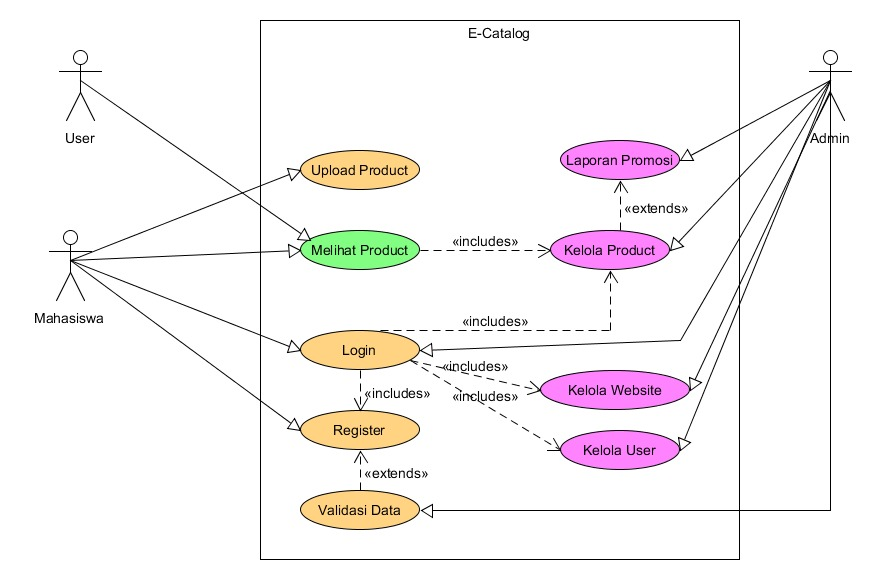 E-Catalog
User
Admin
Upload Product
Laporan Promosi
«extends»
Melihat Product
«includes»
Kelola Product
Mahasiswa
«includes»
Login
«includes»
«includes»
Kelola Website
«includes»
Register
Kelola User
«extends»
Validasi Data